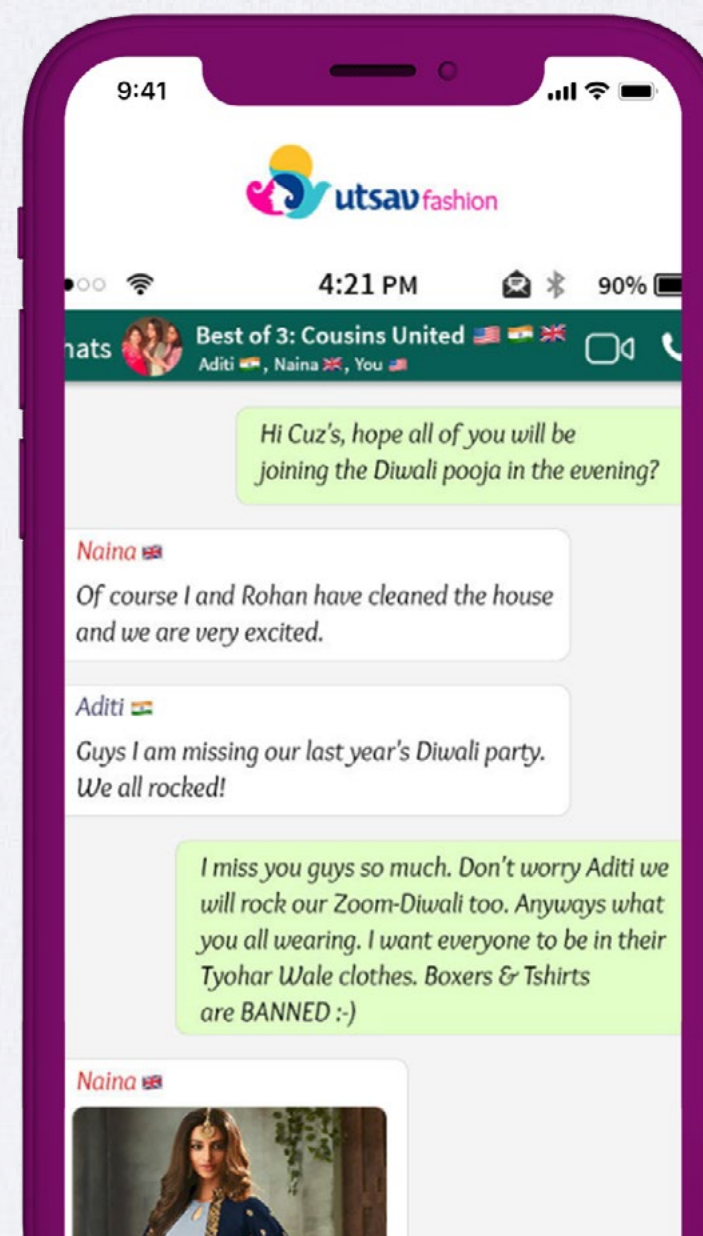 9:41
utsav fashion
4:21 PM 90%
hats Best of 3: Cousins United
Aditi , Naina , You
Hi Cuz's, hope all of you will be
joining the Diwali pooja in the evening?
Naina
Of course I and Rohan have cleaned the house
and we are very excited.
Aditi
Guys I am missing our last year's Diwali party.
We all rocked!
I miss you guys so much. Don't worry Aditi we
will rock our Zoom-Diwali too. Anyways what
you all wearing. I want everyone to be in their
Tyohar Wale clothes. Boxers & Tshirts
are BANNED :-)
Naina